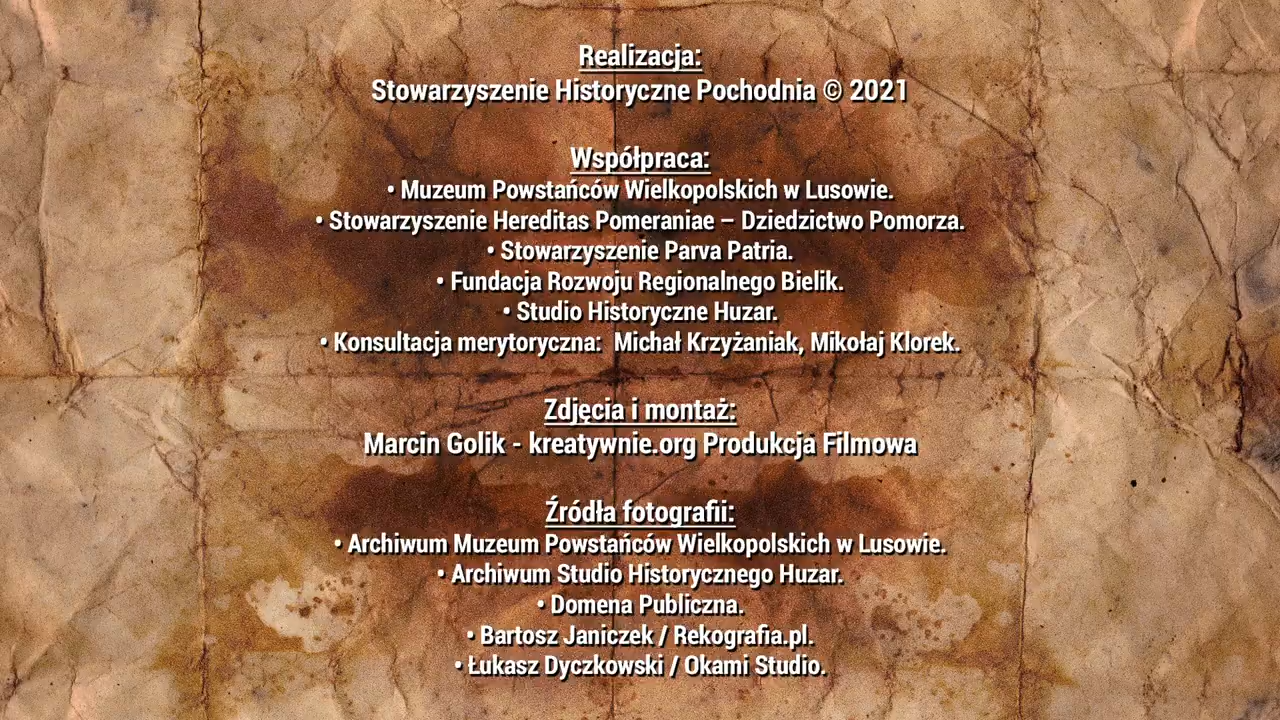 Realizacja:
Stowarzyszenie Historyczne Pochodnia © 2021
Współpraca:
• Muzeum Powstańców Wielkopolskich w Lusowie.
• Stowarzyszenie Hereditas Pomeraniae – Dziedzictwo Pomorza.
• Stowarzyszenie Parva Patria.
• Fundacja Rozwoju Regionalnego Bielik.
• Studio Historyczne Huzar.
• Konsultacja merytoryczna:  Michał Krzyżaniak, Mikołaj Klorek.
Zdjęcia i montaż:
Marcin Golik - kreatywnie.org Produkcja Filmowa
Źródła fotografii:
• Archiwum Muzeum Powstańców Wielkopolskich w Lusowie.
• Archiwum Studio Historycznego Huzar.
• Domena Publiczna.
• Bartosz Janiczek / Rekografia.pl.
• Łukasz Dyczkowski / Okami Studio.